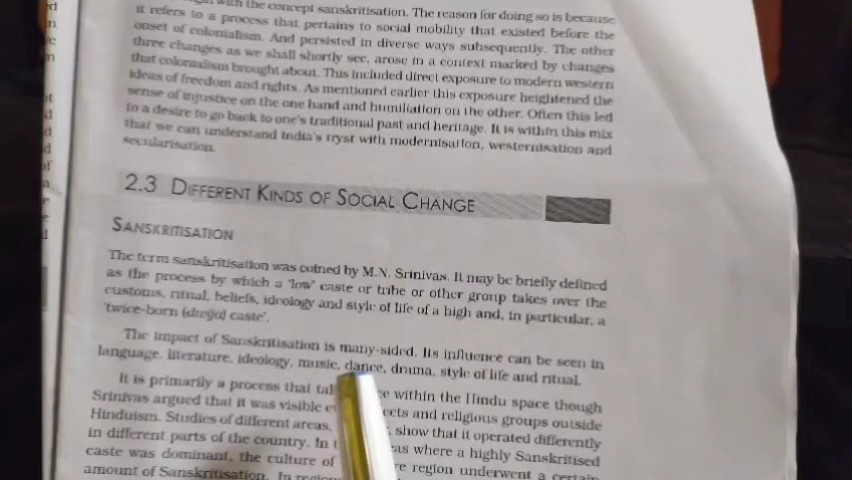 with the concept sanskritisation. The reason for doing so is because
it refers to a process that pertains to social mobility that existed before the
onset of colonialism. And persisted in diverse ways subsequently. The other
three changes as we shall shortly see, arose in a context marked by changes
that colonialism brought about. This included direct exposure to modern western
ideas of freedom and rights. As mentioned earlier this exposure heightened the
sense of injustice on the one hand and humiliation on the other. Often this led
to a desire to go back to one's traditional past and heritage. It is within this mix
that we can understand India's tryst with modernisation, westernisation and
secularisation.
2.3 DIFFERENT KINDS OF SOCIAL CHANGE
SANSKRITISATION
The term sanskritisation was coined by M.N. Srinivas. It may be briefly defined
as the process by which a 'low' caste or tribe or other group takes over the
customs, ritual, beliefs, ideology and style of life of a high and, in particular, a
'twice-born (dwija) caste'.
The impact of Sanskritisation is many-sided. Its influence can be seen in
language, literature, ideology, music, dance, drama, style of life and ritual.
It is primarily a process that within the Hindu space though
Srinivas argued that it was visible and religious groups outside
Hinduism. Studies of different areas, show that it operated differently
in different parts of the country. In where a highly Sanskritised
caste was dominant, the culture of region underwent a certain
amount of Sanskritisation. In